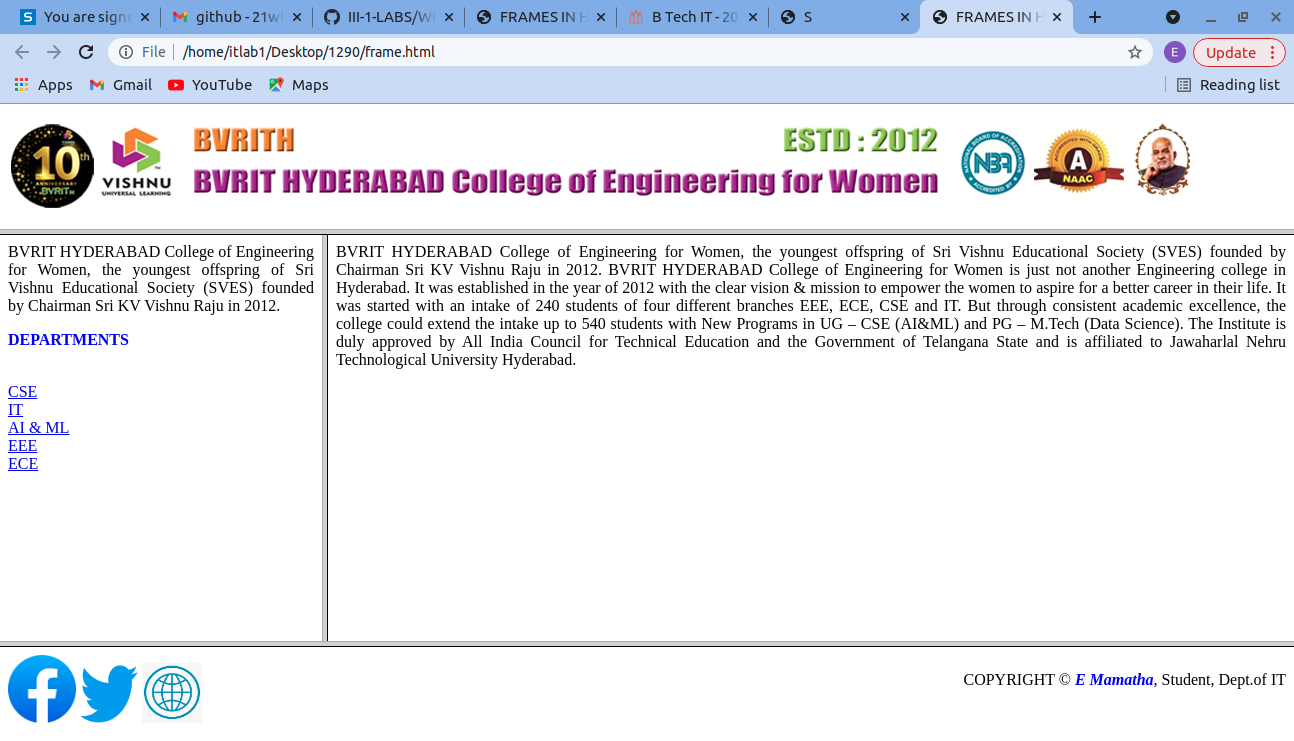 You are signe
github - 21w
III-1-LABS/W
FRAMES IN H
B Tech IT - 20
S
FRAMES IN H
File
/home/itlab1/Desktop/1290/frame.html
E
Update
Apps
Gmail
YouTube
Maps
Reading list
10th
ANNIVERSARY
BVRITH
VISHNU
UNIVERSAL LEARNING
BVRITH
ESTD : 2012
BVRIT HYDERABAD College of Engineering for Women
NATIONAL BOARD OF ACCREDITATION
NBA
ACCREDITED BY
A
NAAC
BVRIT HYDERABAD College of Engineering
for Women, the youngest offspring of Sri
Vishnu Educational Society (SVES) founded
by Chairman Sri KV Vishnu Raju in 2012.
DEPARTMENTS
CSE
IT
AI & ML
EEE
ECE
BVRIT HYDERABAD College of Engineering for Women, the youngest offspring of Sri Vishnu Educational Society (SVES) founded by
Chairman Sri KV Vishnu Raju in 2012. BVRIT HYDERABAD College of Engineering for Women is just not another Engineering college in
Hyderabad. It was established in the year of 2012 with the clear vision & mission to empower the women to aspire for a better career in their life. It
was started with an intake of 240 students of four different branches EEE, ECE, CSE and IT. But through consistent academic excellence, the
college could extend the intake up to 540 students with New Programs in UG – CSE (AI&ML) and PG – M.Tech (Data Science). The Institute is
duly approved by All India Council for Technical Education and the Government of Telangana State and is affiliated to Jawaharlal Nehru
Technological University Hyderabad.
COPYRIGHT © E Mamatha, Student, Dept.of IT